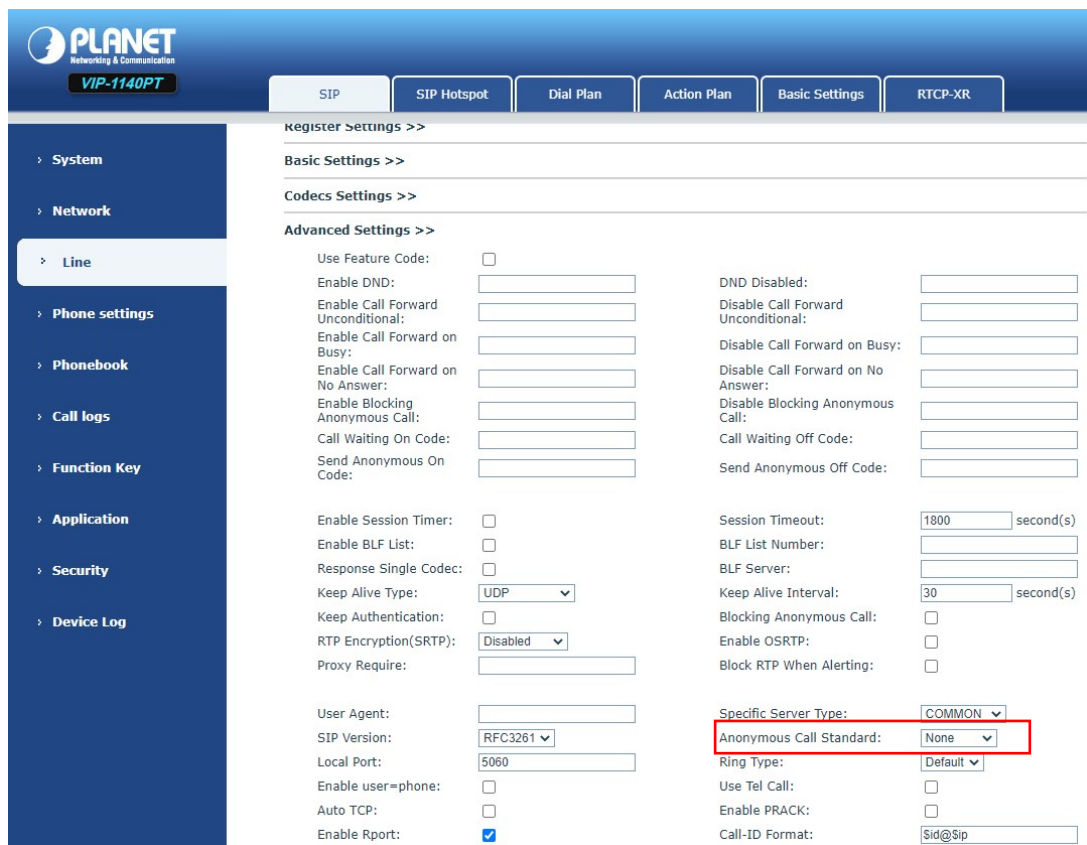 PLANET
Networking & Communication
VIP-1140PT
SIP
SIP Hotspot
Dial Plan
Action Plan
Basic Settings
RTCP-XR
› System
› Network
› Line
› Phone settings
› Phonebook
› Call logs
› Function Key
› Application
› Security
› Device Log
Register Settings >>
Basic Settings >>
Codecs Settings >>
Advanced Settings >>
Use Feature Code:
Enable DND: DND Disabled:
Enable Call Forward Unconditional: Disable Call Forward Unconditional:
Enable Call Forward on Busy: Disable Call Forward on Busy:
Enable Call Forward on No Answer: Disable Call Forward on No Answer:
Enable Blocking Anonymous Call: Disable Blocking Anonymous Call:
Call Waiting On Code: Call Waiting Off Code:
Send Anonymous On Code: Send Anonymous Off Code:
Enable Session Timer: Session Timeout: 1800 second(s)
Enable BLF List: BLF List Number:
Response Single Codec: BLF Server:
Keep Alive Type: UDP Keep Alive Interval: 30 second(s)
Keep Authentication: Blocking Anonymous Call:
RTP Encryption(SRTP): Disabled Enable OSRTP:
Proxy Require: Block RTP When Alerting:
User Agent: Specific Server Type: COMMON
SIP Version: RFC3261 Anonymous Call Standard: None
Local Port: 5060 Ring Type: Default
Enable user=phone: Use Tel Call:
Auto TCP: Enable PRACK:
Enable Rport: Call-ID Format: $id@$ip